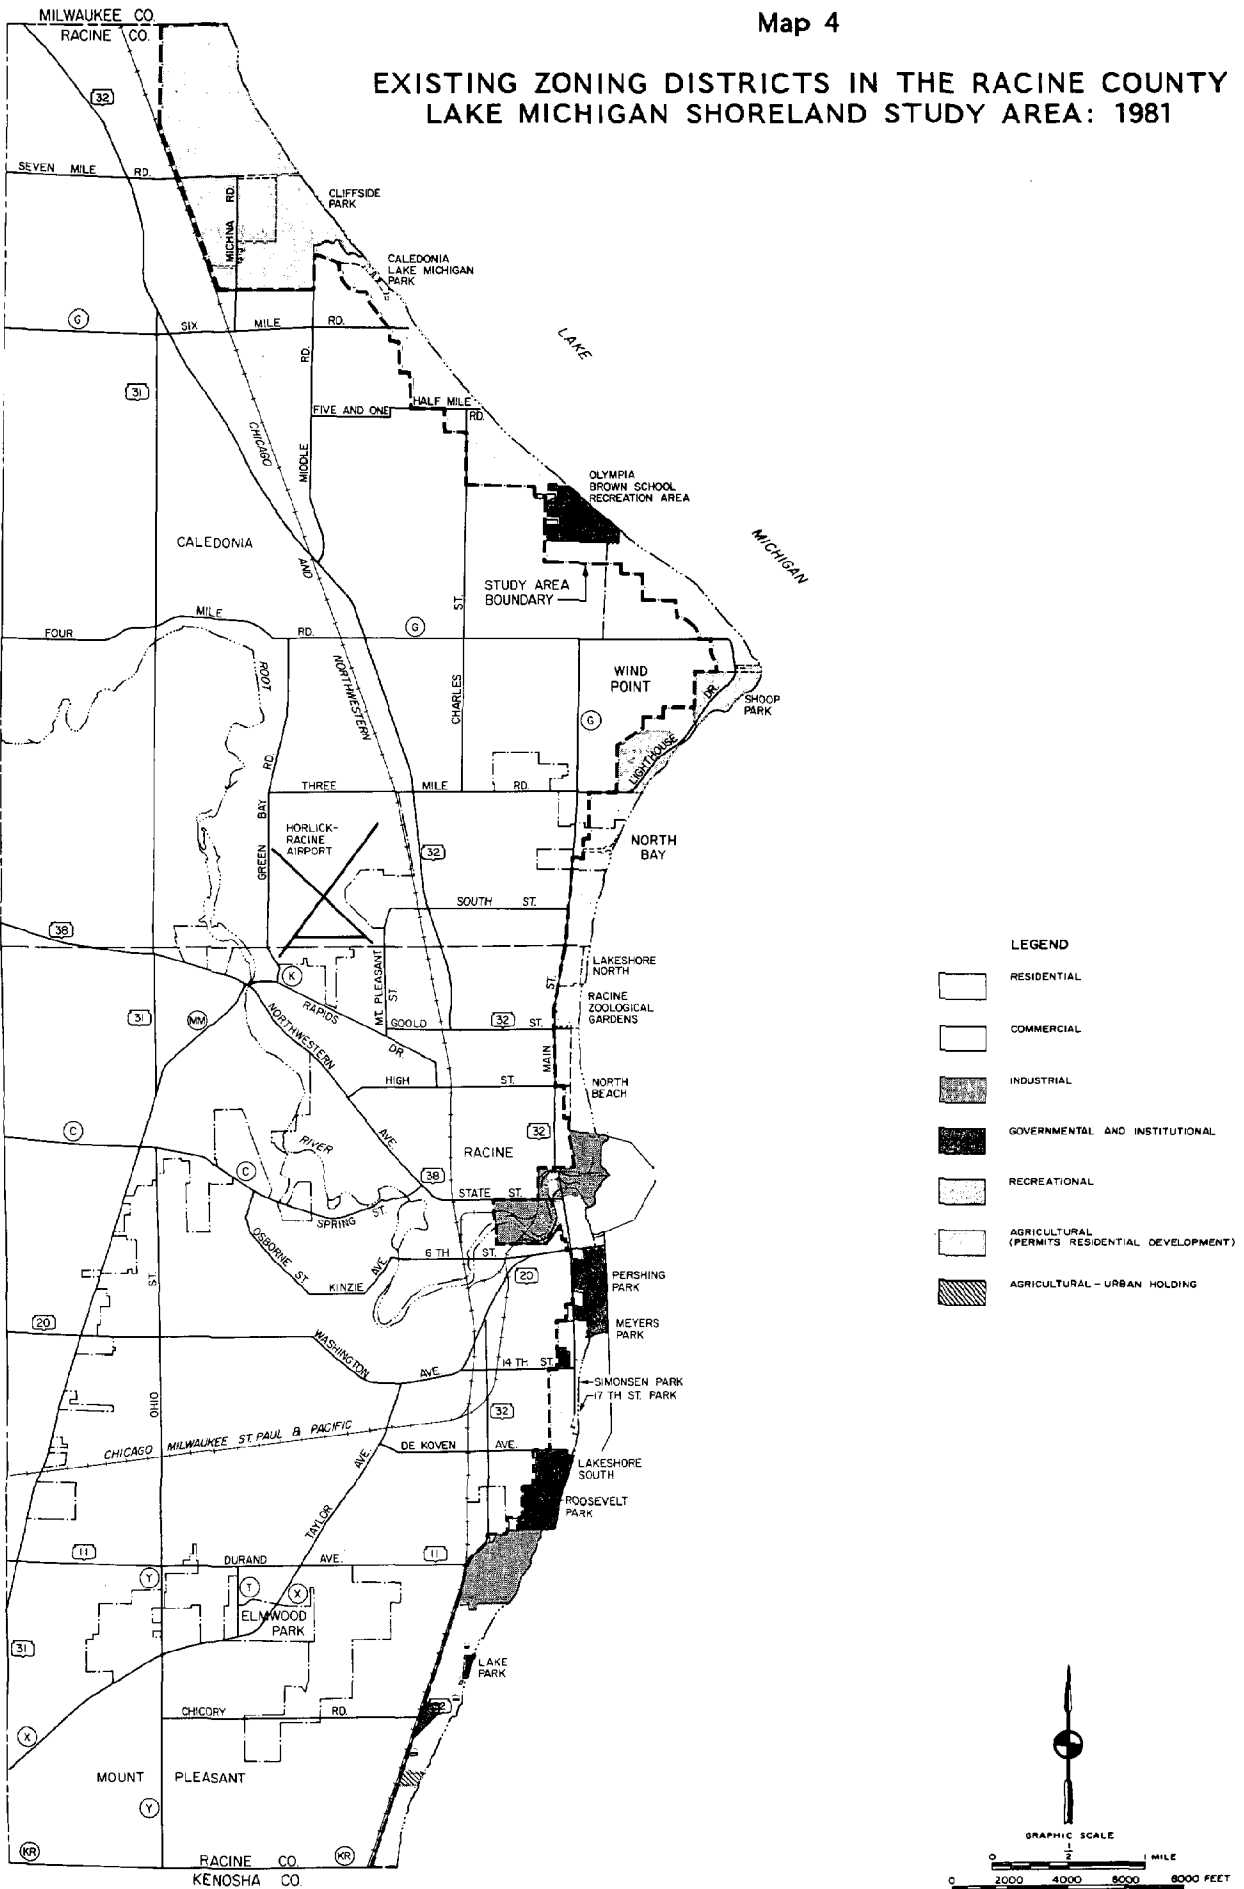 Map 4
EXISTING ZONING DISTRICTS IN THE RACINE COUNTY
LAKE MICHIGAN SHORELAND STUDY AREA: 1981
MILWAUKEE CO.
RACINE CO.
32
SEVEN MILE RD.
MICHNA RD.
CLIFFSIDE
PARK
CALEDONIA
LAKE MICHIGAN
PARK
G
SIX MILE RD.
LAKE
31
MIDDLE RD.
FIVE AND ONE HALF MILE RD.
CHICAGO AND NORTHWESTERN
OLYMPIA
BROWN SCHOOL
RECREATION AREA
CALEDONIA
MICHIGAN
STUDY AREA
BOUNDARY
FOUR MILE RD.
G
ROOT
CHARLES ST.
WIND
POINT
G
SHOOP
PARK
LIGHTHOUSE DR.
GREEN BAY RD.
THREE MILE RD.
HORLICK-
RACINE
AIRPORT
32
NORTH
BAY
SOUTH ST.
38
LAKESHORE
NORTH
K
MT. PLEASANT ST.
RACINE
ZOOLOGICAL
GARDENS
31
MM
RAPIDS DR.
NORTHWESTERN AVE.
GOOLD ST.
32
MAIN ST.
HIGH ST.
NORTH
BEACH
C
RIVER
32
RACINE
C
38
STATE ST.
SPRING ST.
OSBORNE ST.
KINZIE AVE.
6 TH ST.
20
PERSHING
PARK
MEYERS
PARK
20
WASHINGTON AVE.
14 TH ST.
SIMONSEN PARK
17 TH ST. PARK
OHIO ST.
32
CHICAGO MILWAUKEE ST. PAUL & PACIFIC
DE KOVEN AVE.
LAKESHORE
SOUTH
TAYLOR AVE.
ROOSEVELT
PARK
11
DURAND AVE.
11
Y
T
X
ELMWOOD
PARK
31
LAKE
PARK
CHICORY RD.
32
X
MOUNT PLEASANT
Y
KR
KR
RACINE CO.
KENOSHA CO.
LEGEND
RESIDENTIAL
COMMERCIAL
INDUSTRIAL
GOVERNMENTAL AND INSTITUTIONAL
RECREATIONAL
AGRICULTURAL
(PERMITS RESIDENTIAL DEVELOPMENT)
AGRICULTURAL - URBAN HOLDING
GRAPHIC SCALE
0 1/2 1 MILE
0 2000 4000 6000 8000 FEET